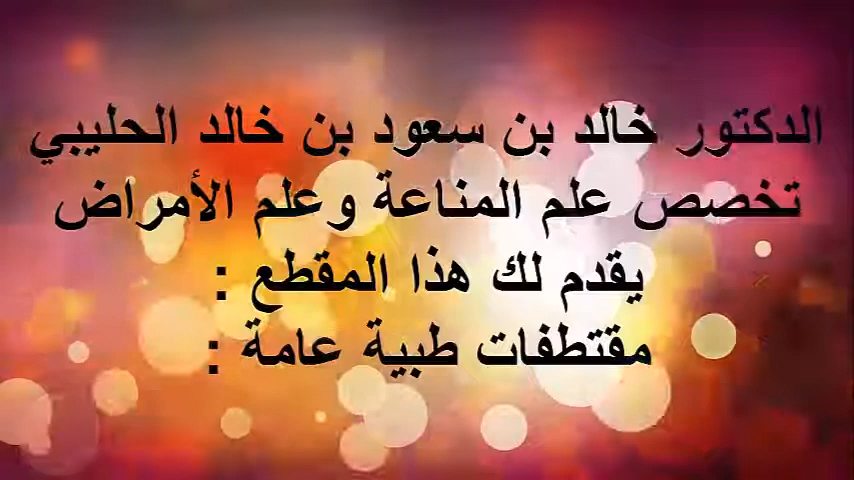 الدكتور خالد بن سعود بن خالد الحليبي
تخصص علم المناعة وعلم الأمراض
يقدم لك هذا المقطع :
مقتطفات طبية عامة :